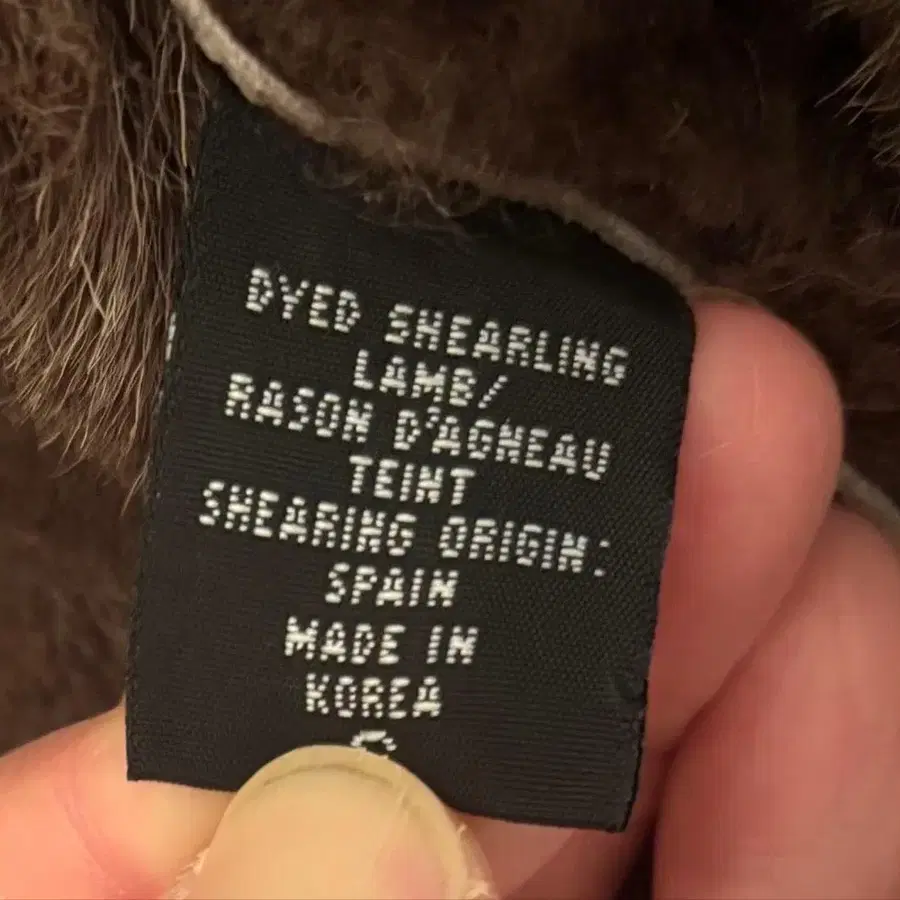 DYED SHEARLING
LAMB/
RASON D'AGNEAU
TEINT
SHEARING ORIGIN:
SPAIN
MADE IN
KOREA